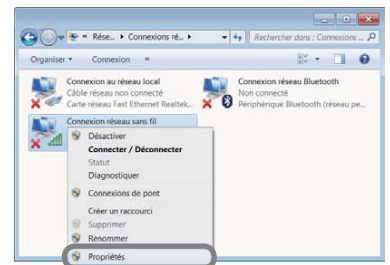 « Rése... ▸ Connexions ré... ▸
Rechercher dans : Connexions ...
Organiser ▾ Connexion »
Connexion au réseau local
Câble réseau non connecté
Carte réseau Fast Ethernet Realtek...
Connexion réseau Bluetooth
Non connecté
Périphérique Bluetooth (réseau pe...
Connexion réseau sans fil
Désactiver
Connecter / Déconnecter
Statut
Diagnostiquer
Connexions de pont
Créer un raccourci
Supprimer
Renommer
Propriétés